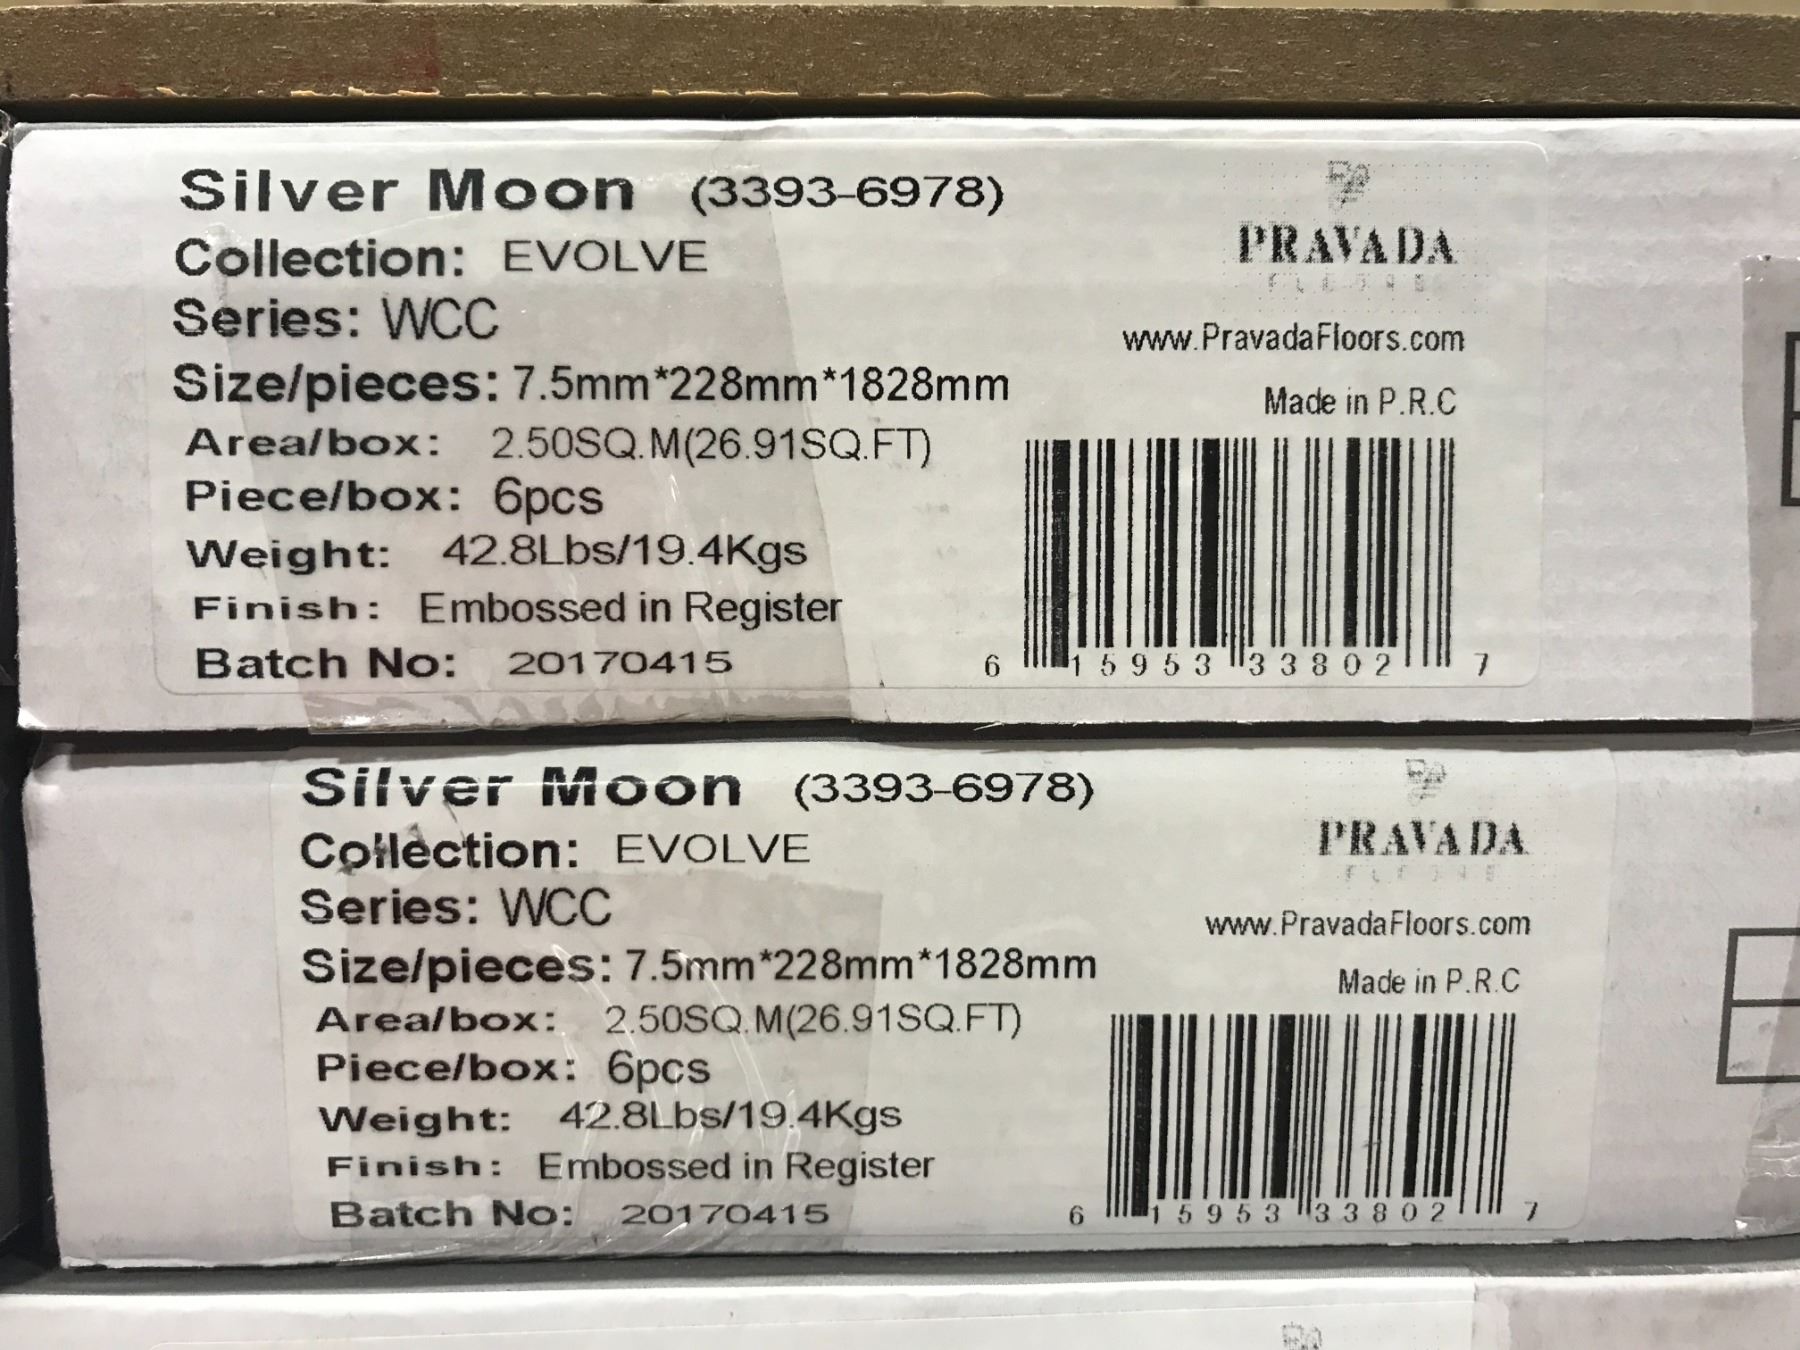 Silver Moon (3393-6978)
Collection: EVOLVE
Series: WCC
Size/pieces: 7.5mm*228mm*1828mm
Area/box: 2.50SQ.M(26.91SQ.FT)
Piece/box: 6pcs
Weight: 42.8Lbs/19.4Kgs
Finish: Embossed in Register
Batch No: 20170415
PRAVADA
FLOORS
www.PravadaFloors.com
Made in P.R.C
6 15953 33802 7
Silver Moon (3393-6978)
Collection: EVOLVE
Series: WCC
Size/pieces: 7.5mm*228mm*1828mm
Area/box: 2.50SQ.M(26.91SQ.FT)
Piece/box: 6pcs
Weight: 42.8Lbs/19.4Kgs
Finish: Embossed in Register
Batch No: 20170415
PRAVADA
FLOORS
www.PravadaFloors.com
Made in P.R.C
6 15953 33802 7